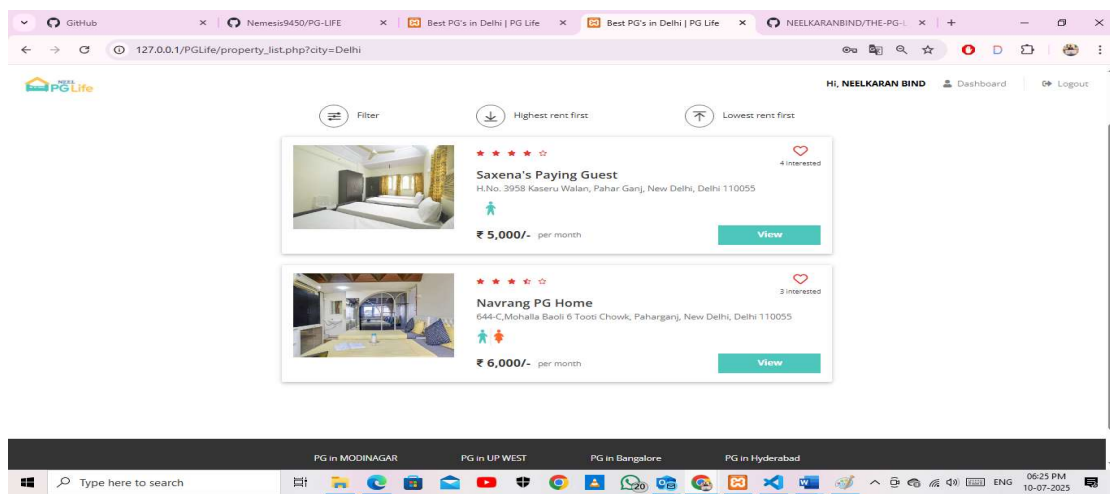 GitHub
Nemesis9450/PG-LIFE
Best PG's in Delhi | PG Life
Best PG's in Delhi | PG Life
NEELKARANBIND/THE-PG-L
127.0.0.1/PGLife/property_list.php?city=Delhi
NEEL
PGLife
Hi, NEELKARAN BIND
Dashboard
Logout
Filter
Highest rent first
Lowest rent first
4 interested
Saxena's Paying Guest
H.No. 3958 Kaseru Walan, Pahar Ganj, New Delhi, Delhi 110055
₹ 5,000/- per month
View
3 interested
Navrang PG Home
644-C,Mohalla Baoli 6 Tooti Chowk, Paharganj, New Delhi, Delhi 110055
₹ 6,000/- per month
View
PG in MODINAGAR
PG in UP WEST
PG in Bangalore
PG in Hyderabad
Type here to search
20
ENG
06:25 PM
10-07-2025